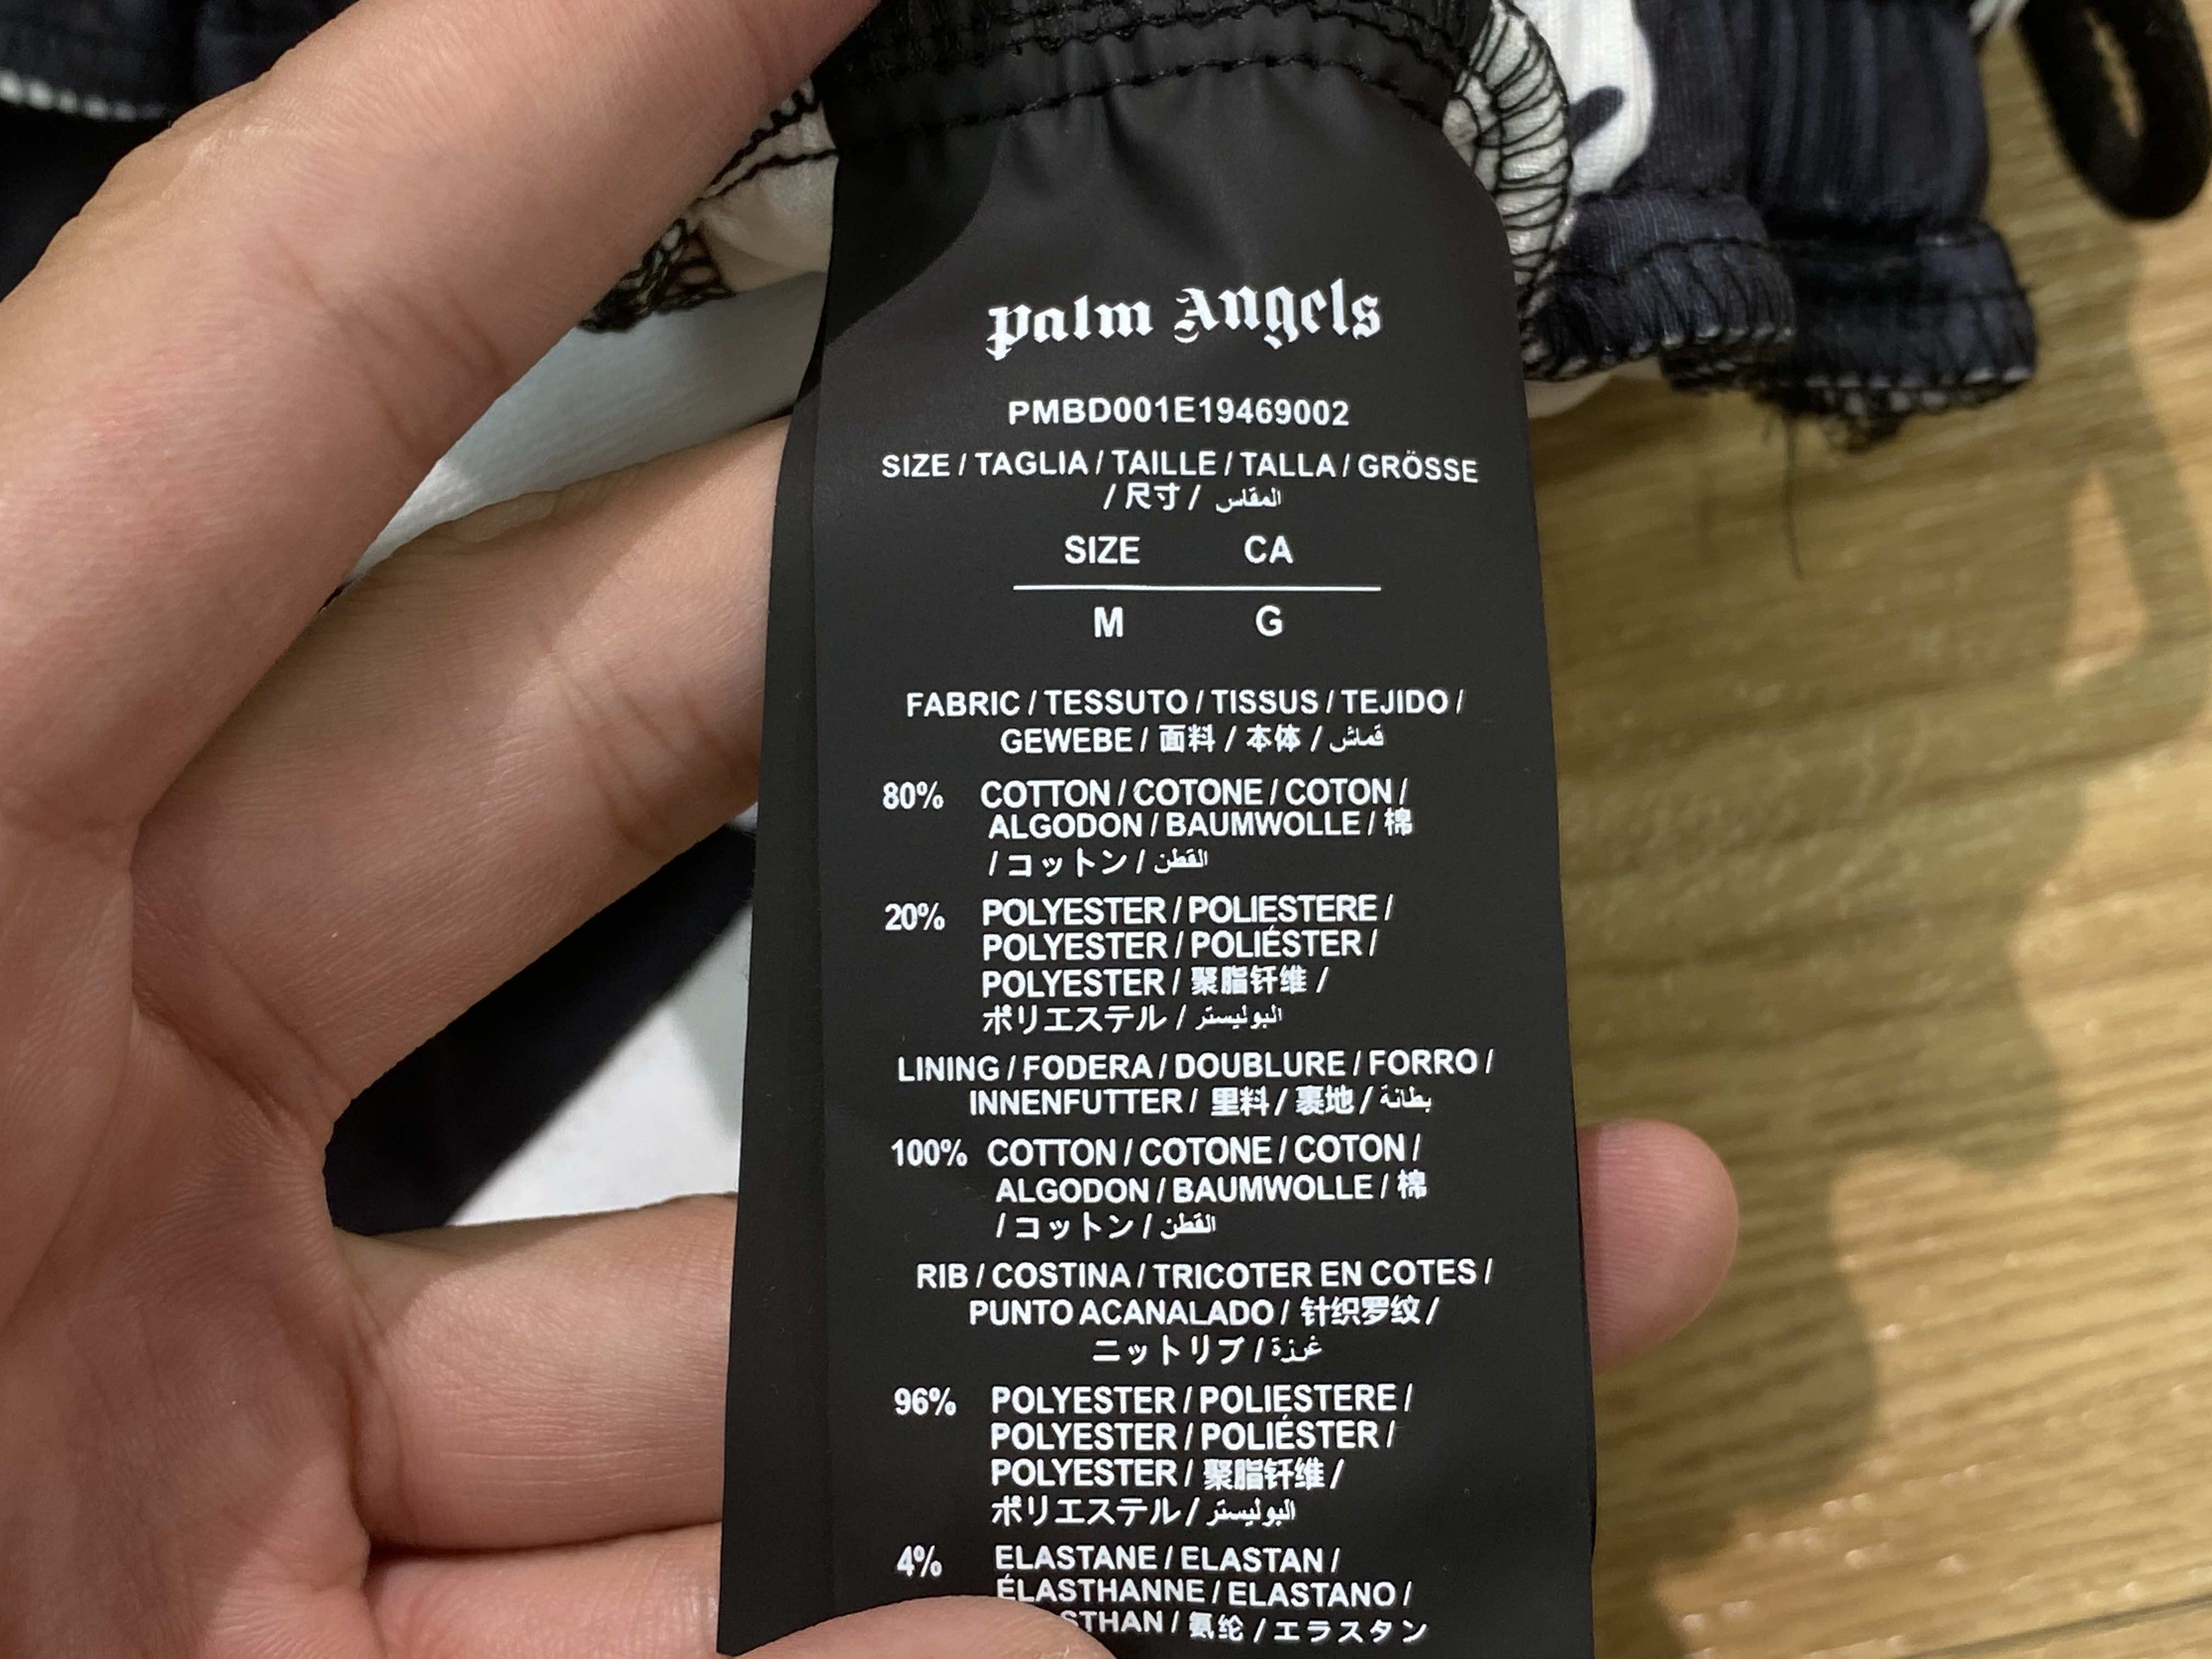 Palm Angels
PMBD001E19469002
SIZE / TAGLIA / TAILLE / TALLA / GRÖSSE
/ 尺寸 / المقاس
SIZE CA
M G
FABRIC / TESSUTO / TISSUS / TEJIDO /
GEWEBE / 面料 / 本体 / قماش
80% COTTON / COTONE / COTON /
ALGODON / BAUMWOLLE / 棉
/ コットン / القطن
20% POLYESTER / POLIESTERE /
POLYESTER / POLIÉSTER /
POLYESTER / 聚脂钎维 /
ポリエステル / البوليستر
LINING / FODERA / DOUBLURE / FORRO /
INNENFUTTER / 里料 / 裏地 / بطانة
100% COTTON / COTONE / COTON /
ALGODON / BAUMWOLLE / 棉
/ コットン / القطن
RIB / COSTINA / TRICOTER EN COTES /
PUNTO ACANALADO / 针织罗纹 /
ニットリブ / غرزة
96% POLYESTER / POLIESTERE /
POLYESTER / POLIÉSTER /
POLYESTER / 聚脂钎维 /
ポリエステル / البوليستر
4% ELASTANE / ELASTAN /
ÉLASTHANNE / ELASTANO /
STHAN / 氨纶 / エラスタン